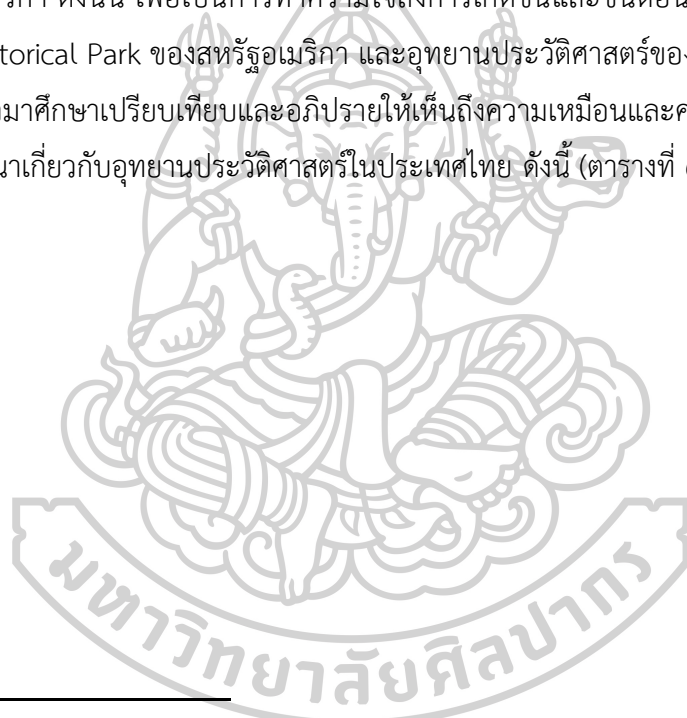 ดังนั้น เพื่อเป็นการทำความเข้าใจถึงการเกิดขึ้นและขั้นตอน
torical Park ของสหรัฐอเมริกา และอุทยานประวัติศาสตร์ของ
มาศึกษาเปรียบเทียบและอภิปรายให้เห็นถึงความเหมือนและ
เกี่ยวกับอุทยานประวัติศาสตร์ในประเทศไทย ดังนี้ (ตารางที่
มหาวิทยาลัยศิลปากร